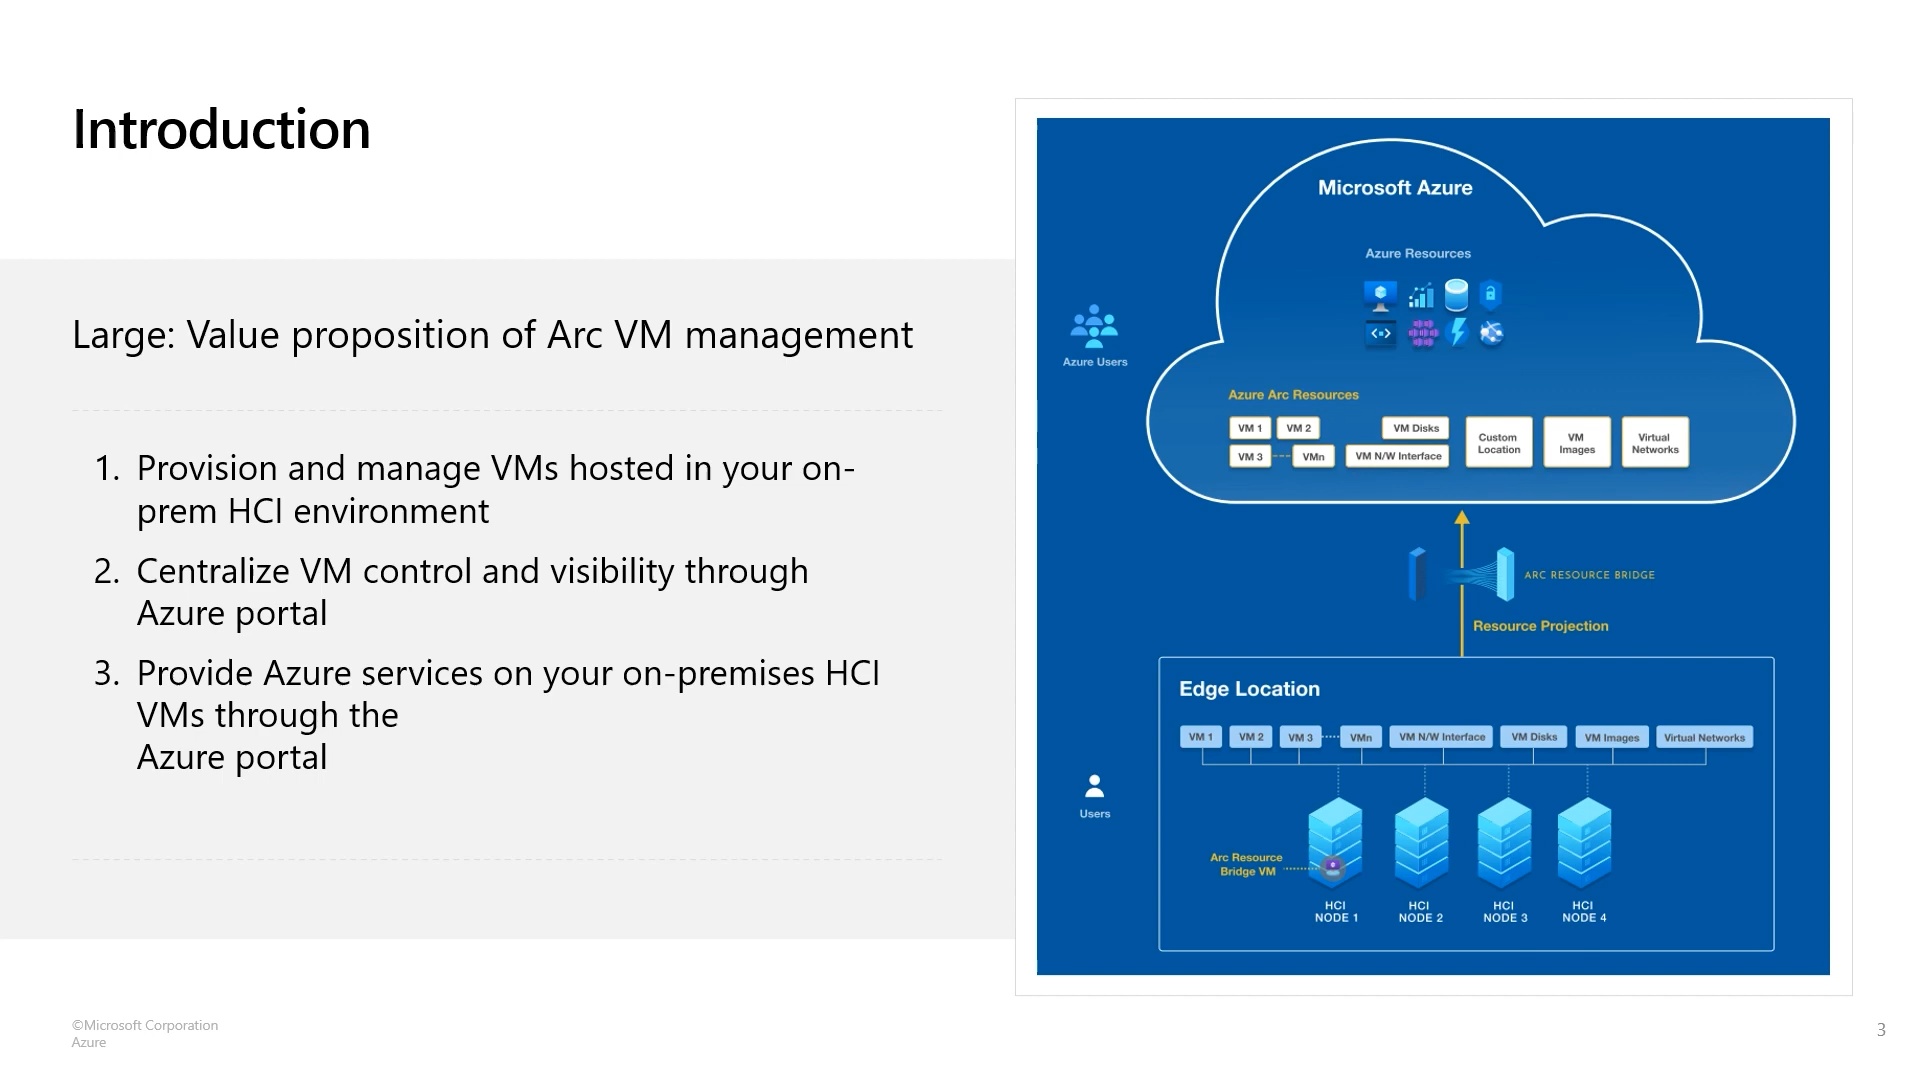 Introduction
Large: Value proposition of Arc VM management
1. Provision and manage VMs hosted in your on-
prem HCI environment
2. Centralize VM control and visibility through
Azure portal
3. Provide Azure services on your on-premises HCI
VMs through the
Azure portal
Microsoft Azure
Azure Resources
Azure Users
Azure Arc Resources
VM 1
VM 2
VM 3
VMn
VM Disks
VM N/W Interface
Custom
Location
VM
Images
Virtual
Networks
ARC RESOURCE BRIDGE
Resource Projection
Edge Location
VM 1
VM 2
VM 3
VMn
VM N/W Interface
VM Disks
VM Images
Virtual Networks
Users
Arc Resource
Bridge VM
HCI
NODE 1
HCI
NODE 2
HCI
NODE 3
HCI
NODE 4
©Microsoft Corporation
Azure
3